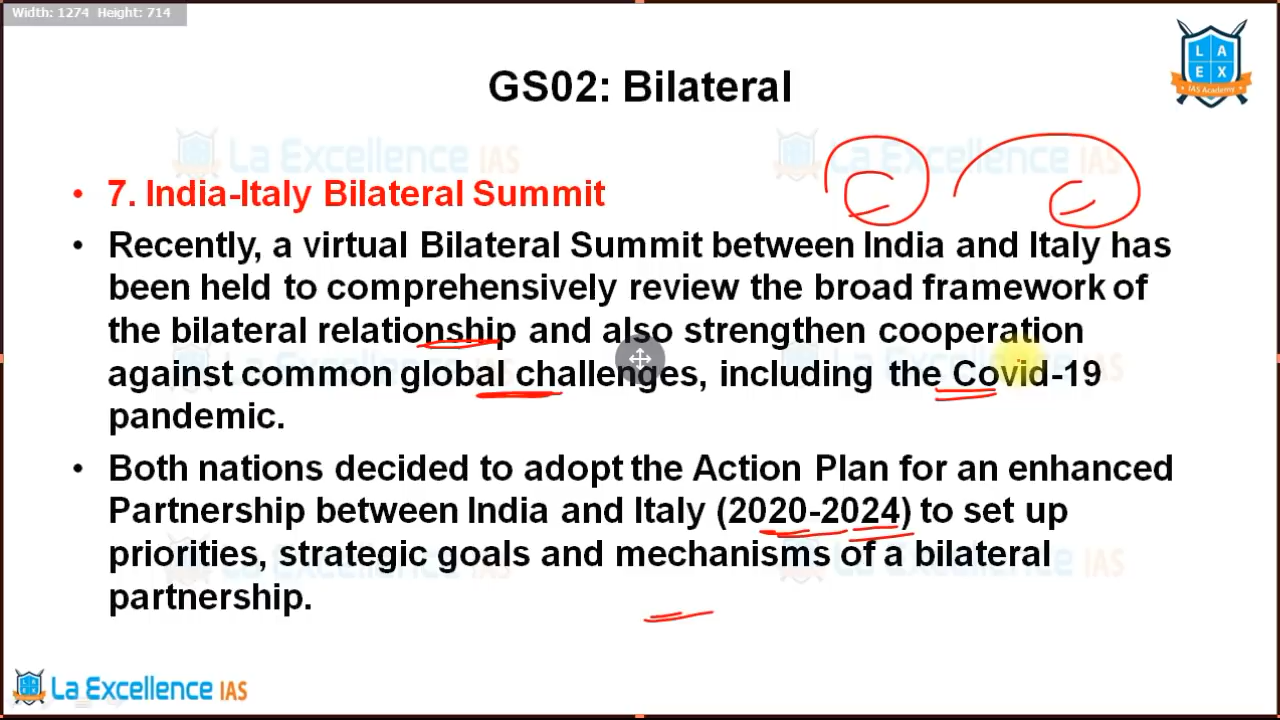 Width: 1274 Height: 714
LA
EX
IAS Academy
GS02: Bilateral
La Excellence IAS La Excellence IAS
• 7. India-Italy Bilateral Summit
• Recently, a virtual Bilateral Summit between India and Italy has
been held to comprehensively review the broad framework of
the bilateral relationship and also strengthen cooperation
against common global challenges, including the Covid-19
pandemic.
• Both nations decided to adopt the Action Plan for an enhanced
Partnership between India and Italy (2020-2024) to set up
priorities, strategic goals and mechanisms of a bilateral
partnership.
La Excellence IAS